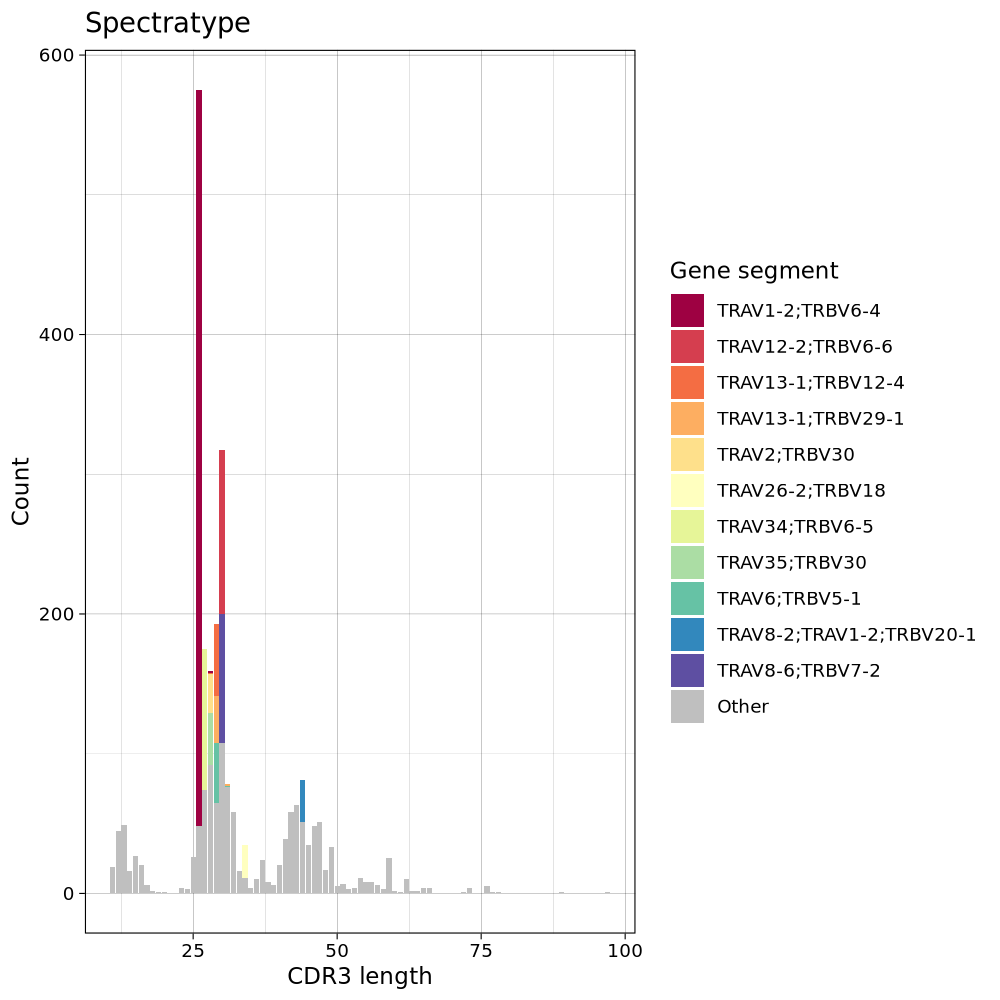 Spectratype
600
400
200
0
Count
25
50
75
100
CDR3 length
Gene segment
TRAV1-2;TRBV6-4
TRAV12-2;TRBV6-6
TRAV13-1;TRBV12-4
TRAV13-1;TRBV29-1
TRAV2;TRBV30
TRAV26-2;TRBV18
TRAV34;TRBV6-5
TRAV35;TRBV30
TRAV6;TRBV5-1
TRAV8-2;TRAV1-2;TRBV20-1
TRAV8-6;TRBV7-2
Other